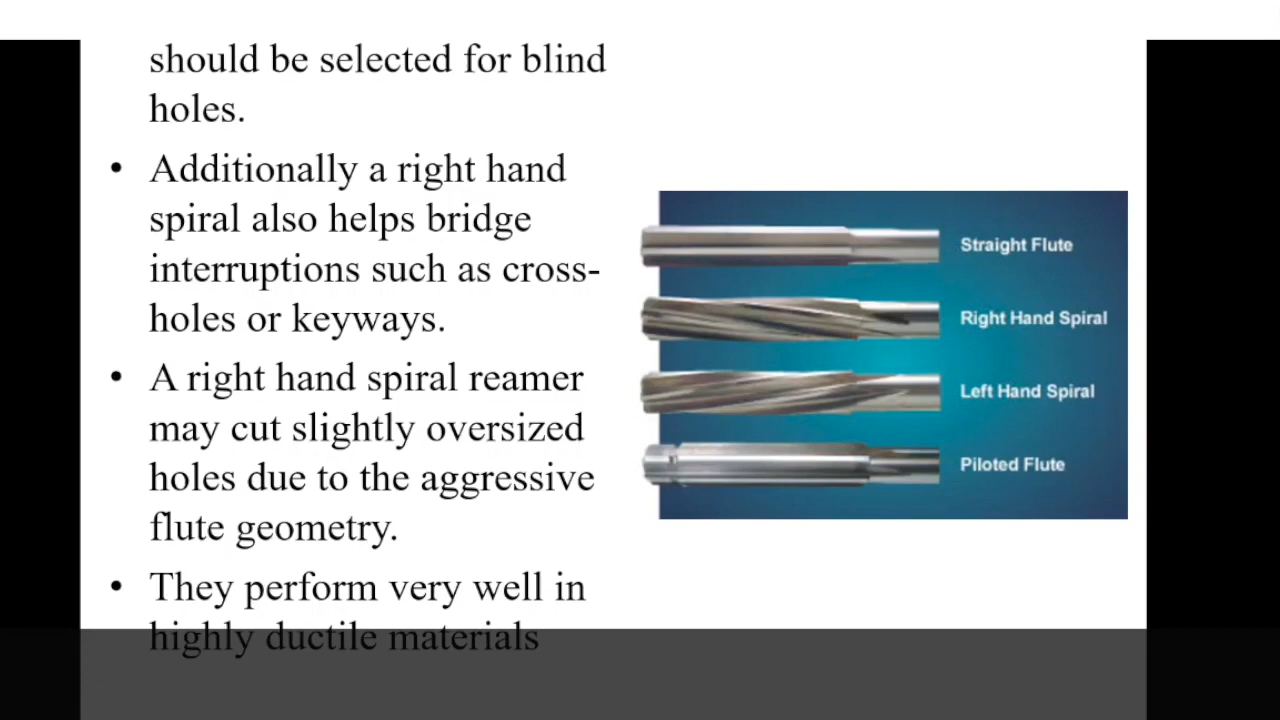 should be selected for blind
holes.
• Additionally a right hand
spiral also helps bridge
interruptions such as cross-
holes or keyways.
• A right hand spiral reamer
may cut slightly oversized
holes due to the aggressive
flute geometry.
• They perform very well in
highly ductile materials
Straight Flute
Right Hand Spiral
Left Hand Spiral
Piloted Flute